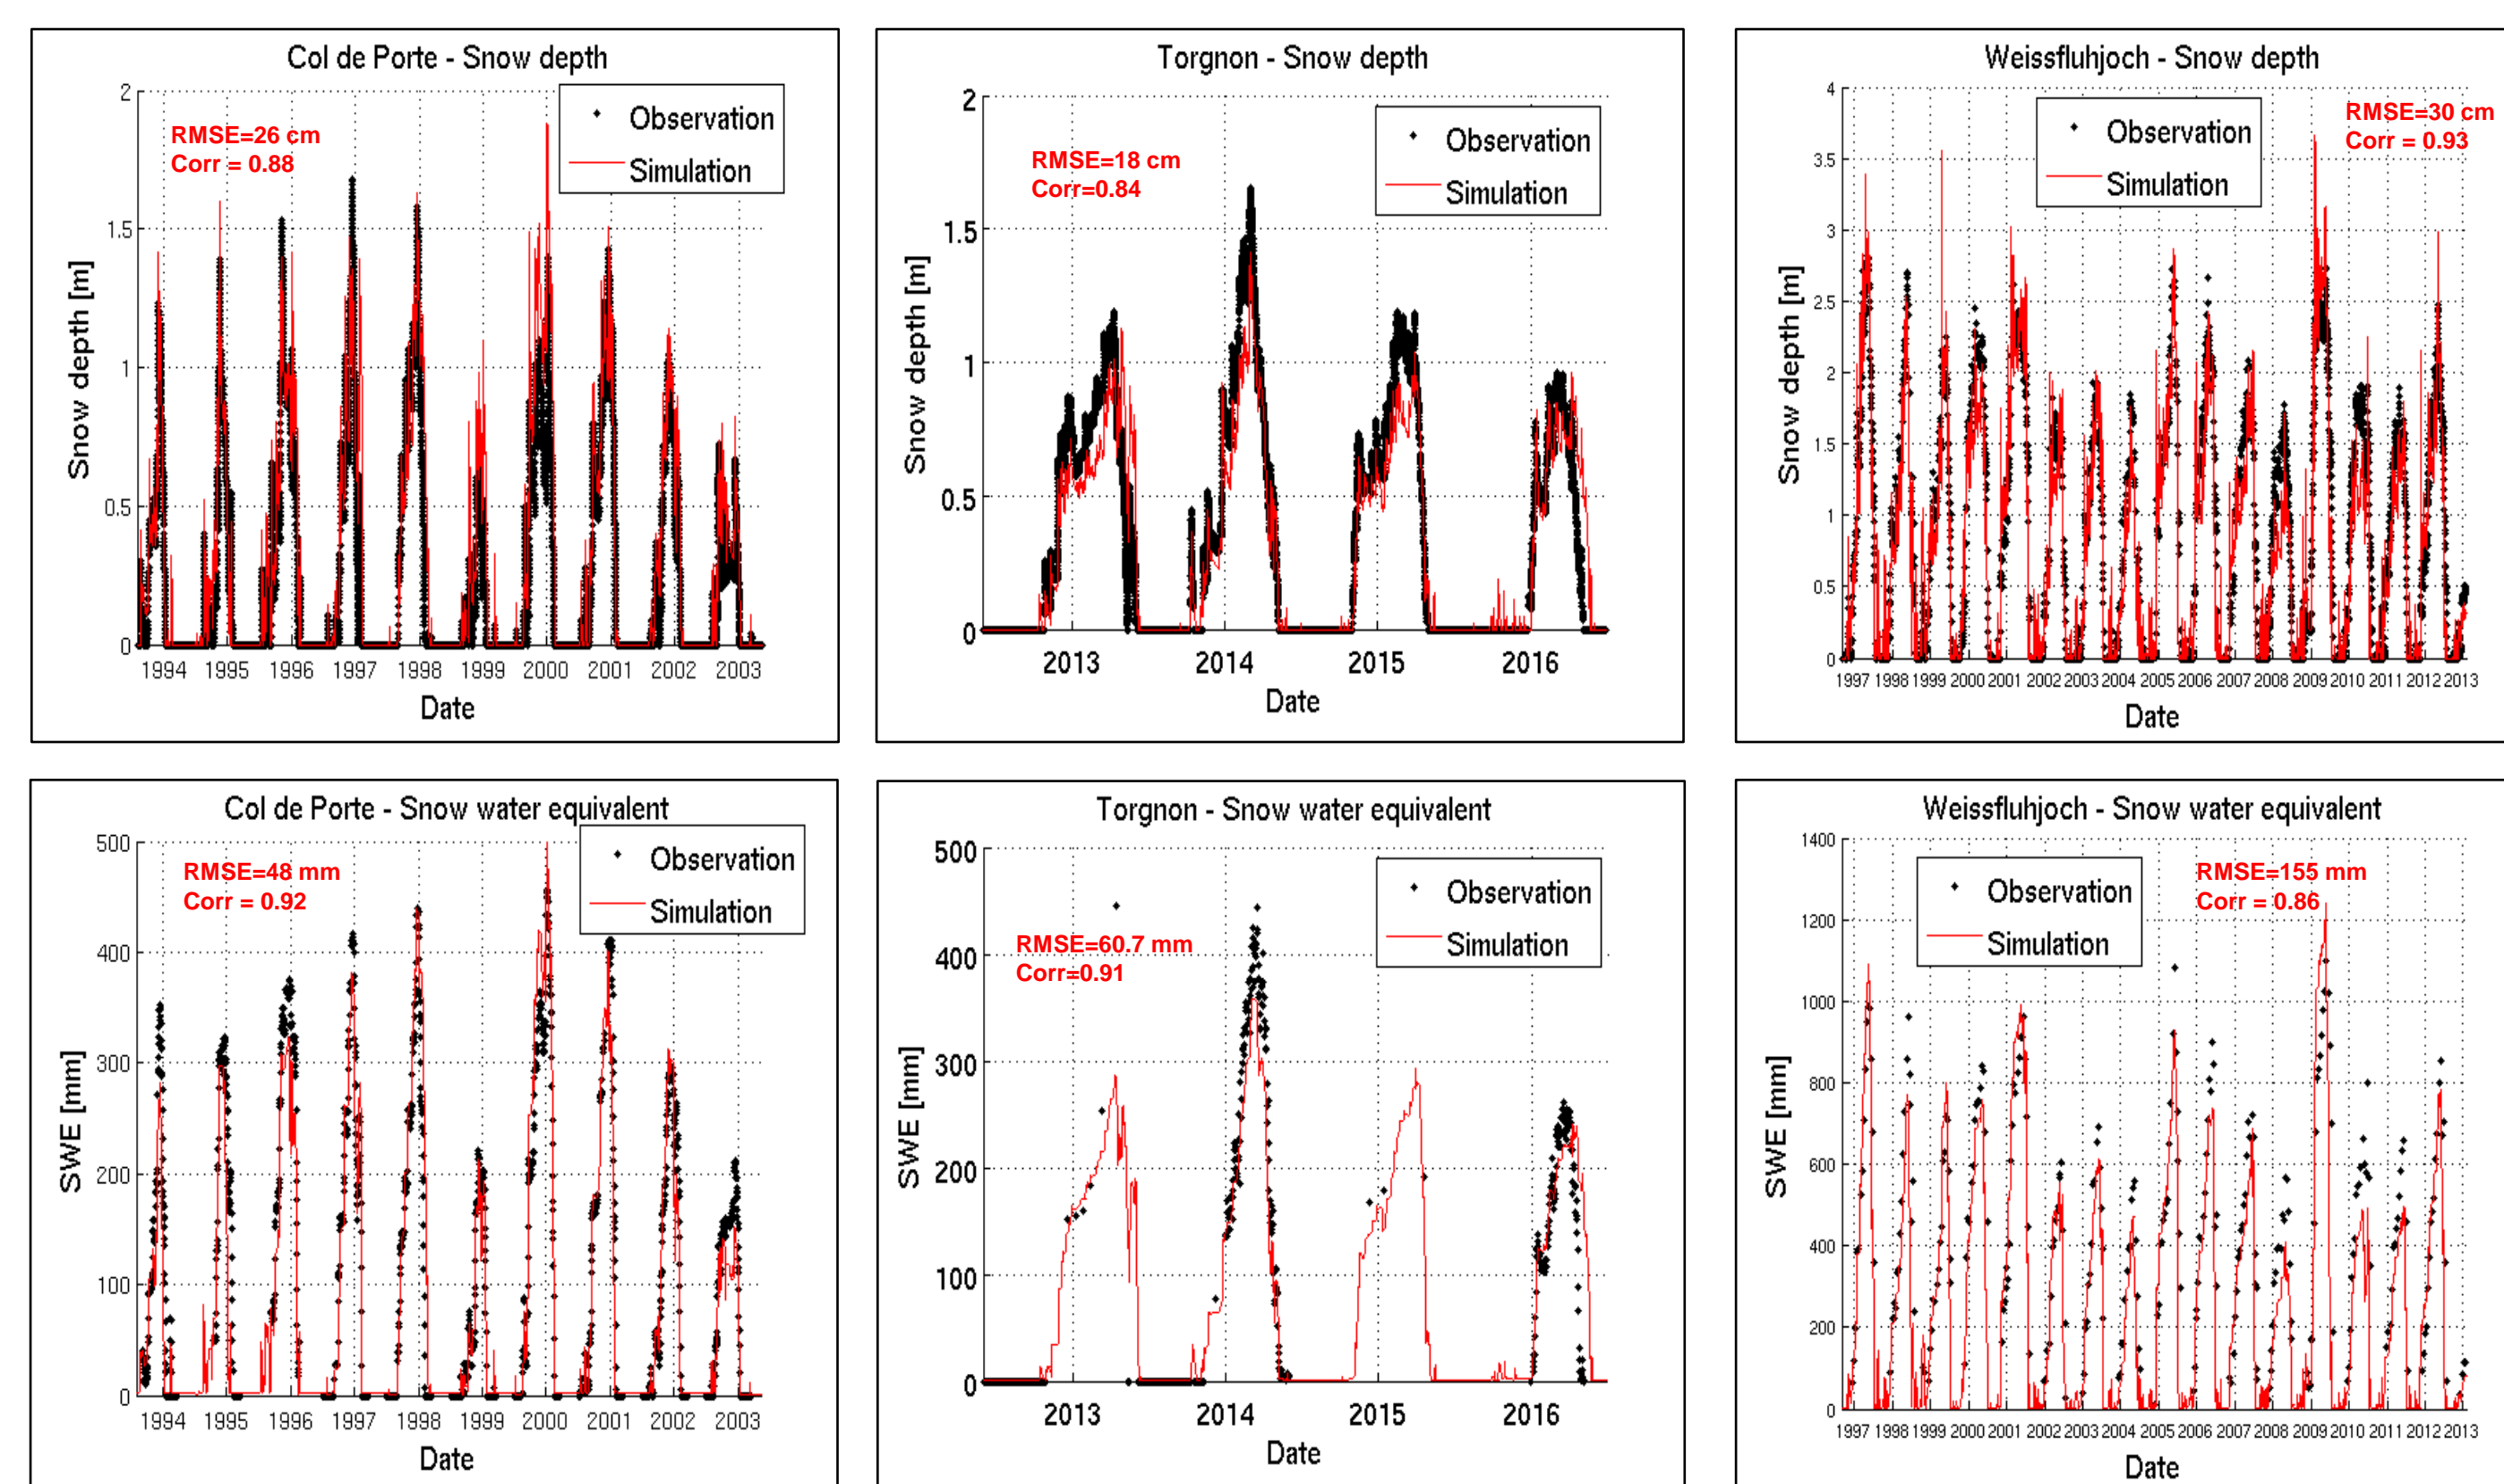 Col de Porte - Snow depth
Observation
Simulation
RMSE=26 cm
Corr = 0.88
Snow depth [m]
2
1.5
1
0.5
0
1994 1995 1996 1997 1998 1999 2000 2001 2002 2003
Date
Torgnon - Snow depth
Observation
Simulation
RMSE=18 cm
Corr=0.84
Snow depth [m]
2
1.5
1
0.5
0
2013 2014 2015 2016
Date
Weissfluhjoch - Snow depth
Observation
Simulation
RMSE=30 cm
Corr = 0.93
Snow depth [m]
4
3.5
3
2.5
2
1.5
1
0.5
0
1997 1998 1999 2000 2001 2002 2003 2004 2005 2006 2007 2008 2009 2010 2011 2012 2013
Date
Col de Porte - Snow water equivalent
Observation
Simulation
RMSE=48 mm
Corr = 0.92
SWE [mm]
500
400
300
200
100
0
1994 1995 1996 1997 1998 1999 2000 2001 2002 2003
Date
Torgnon - Snow water equivalent
Observation
Simulation
RMSE=60.7 mm
Corr=0.91
SWE [mm]
500
400
300
200
100
0
2013 2014 2015 2016
Date
Weissfluhjoch - Snow water equivalent
Observation
Simulation
RMSE=155 mm
Corr = 0.86
SWE [mm]
1400
1200
1000
800
600
400
200
0
1997 1998 1999 2000 2001 2002 2003 2004 2005 2006 2007 2008 2009 2010 2011 2012 2013
Date